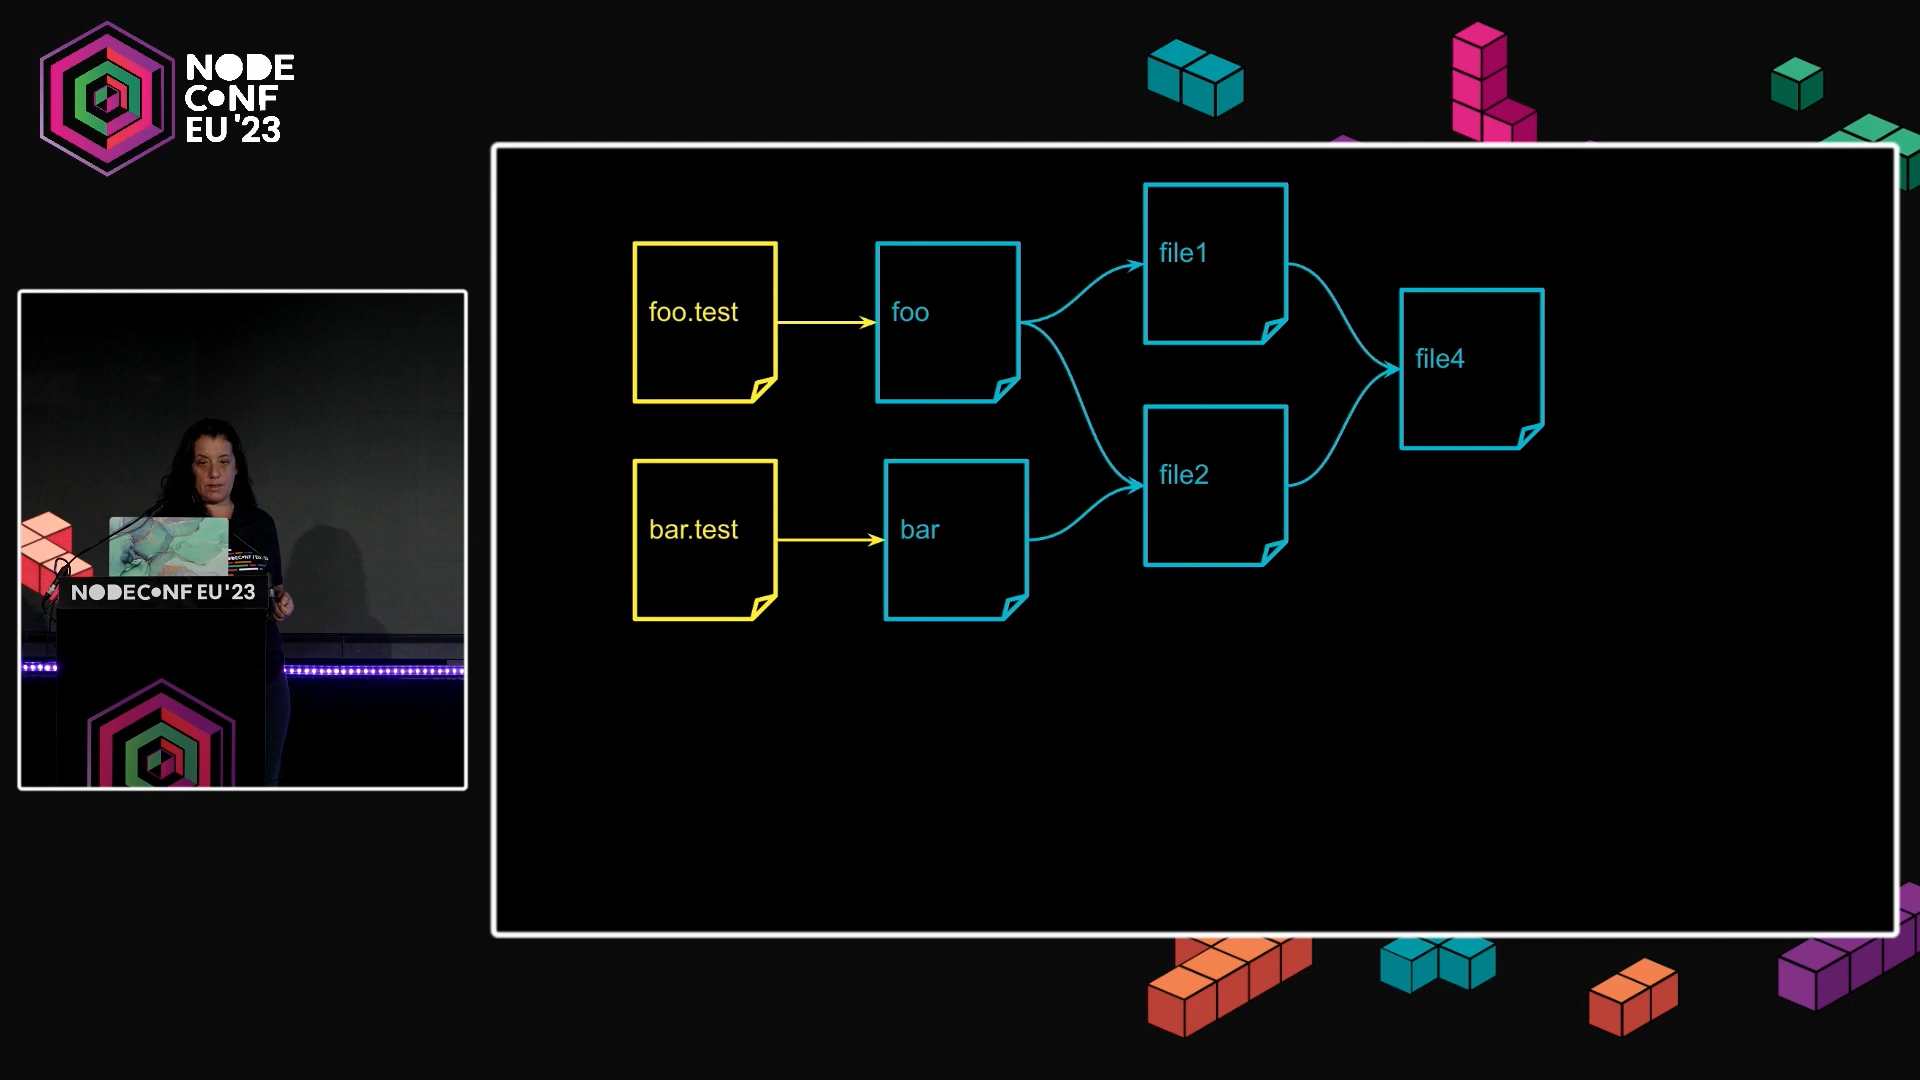 NODE
CONF
EU '23
file1
foo.test
foo
file4
file2
bar.test
bar
NODECONF EU '23